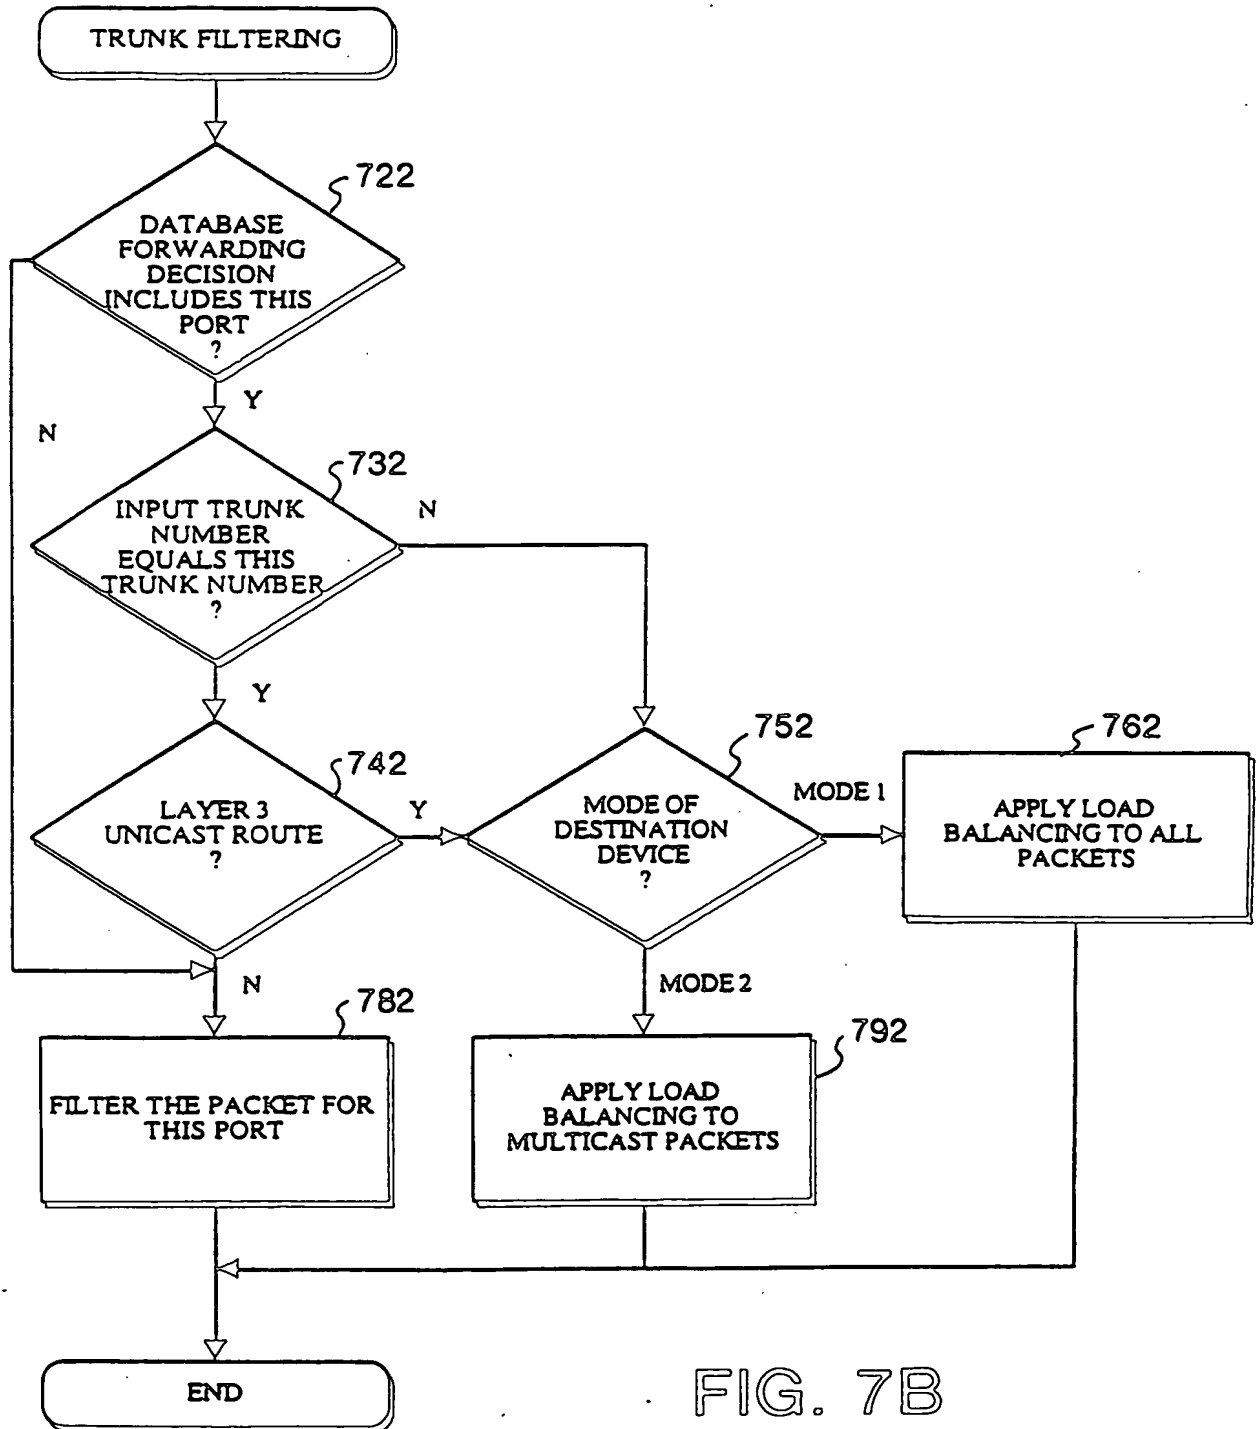 TRUNK FILTERING
722
DATABASE
FORWARDING
DECISION
INCLUDES THIS
PORT
?
Y
N
732
INPUT TRUNK
NUMBER
EQUALS THIS
TRUNK NUMBER
?
N
Y
742
LAYER 3
UNICAST ROUTE
?
Y
752
MODE OF
DESTINATION
DEVICE
?
MODE 1
762
APPLY LOAD
BALANCING TO ALL
PACKETS
N
MODE 2
782
FILTER THE PACKET FOR
THIS PORT
792
APPLY LOAD
BALANCING TO
MULTICAST PACKETS
END
FIG. 7B